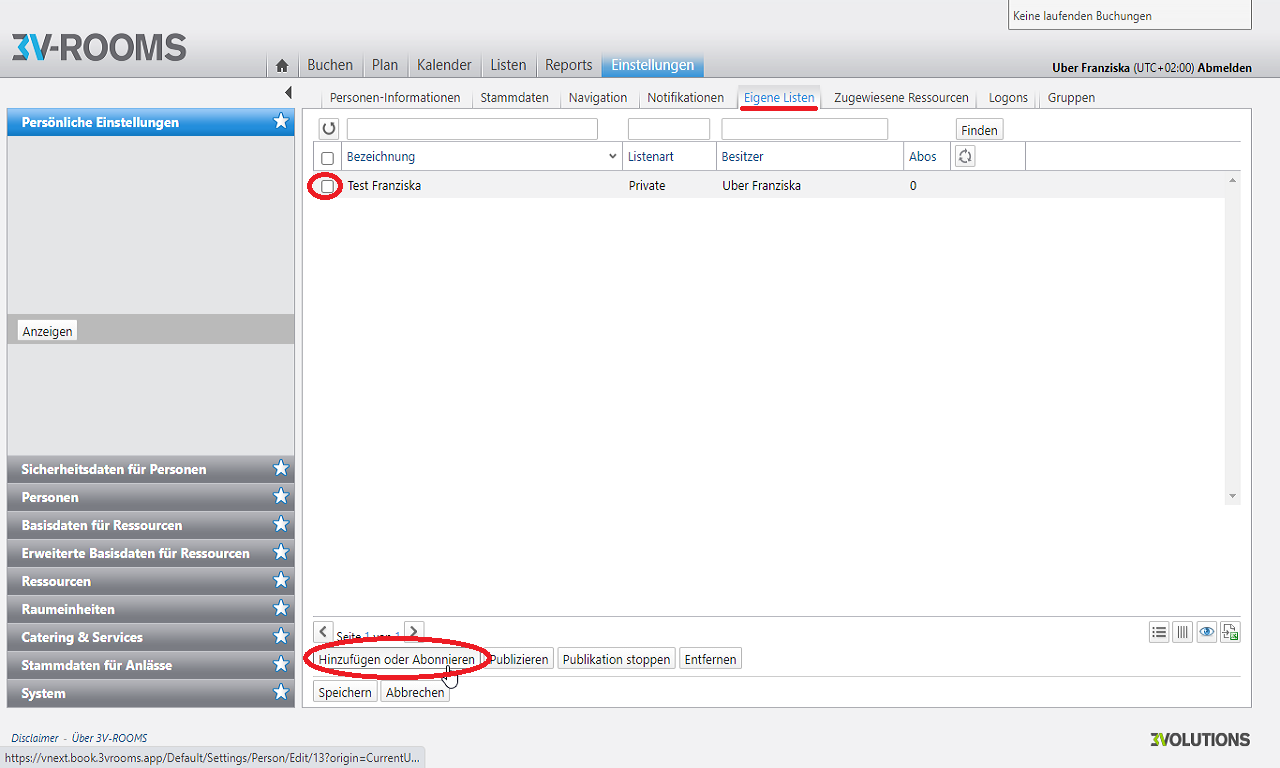 Keine laufenden Buchungen
3V-ROOMS
Buchen Plan Kalender Listen Reports Einstellungen
Uber Franziska (UTC+02:00) Abmelden
Personen-Informationen Stammdaten Navigation Notifikationen Eigene Listen Zugewiesene Ressourcen Logons Gruppen
Persönliche Einstellungen
Finden
Bezeichnung Listenart Besitzer Abos
Test Franziska Private Uber Franziska 0
Anzeigen
Sicherheitsdaten für Personen
Personen
Basisdaten für Ressourcen
Erweiterte Basisdaten für Ressourcen
Ressourcen
Raumeinheiten
Catering & Services
Stammdaten für Anlässe
System
Seite 1 von 1
Hinzufügen oder Abonnieren Publizieren Publikation stoppen Entfernen
Speichern Abbrechen
Disclaimer - Über 3V-ROOMS
3VOLUTIONS
https://vnext.book.3vrooms.app/Default/Settings/Person/Edit/13?origin=CurrentU...